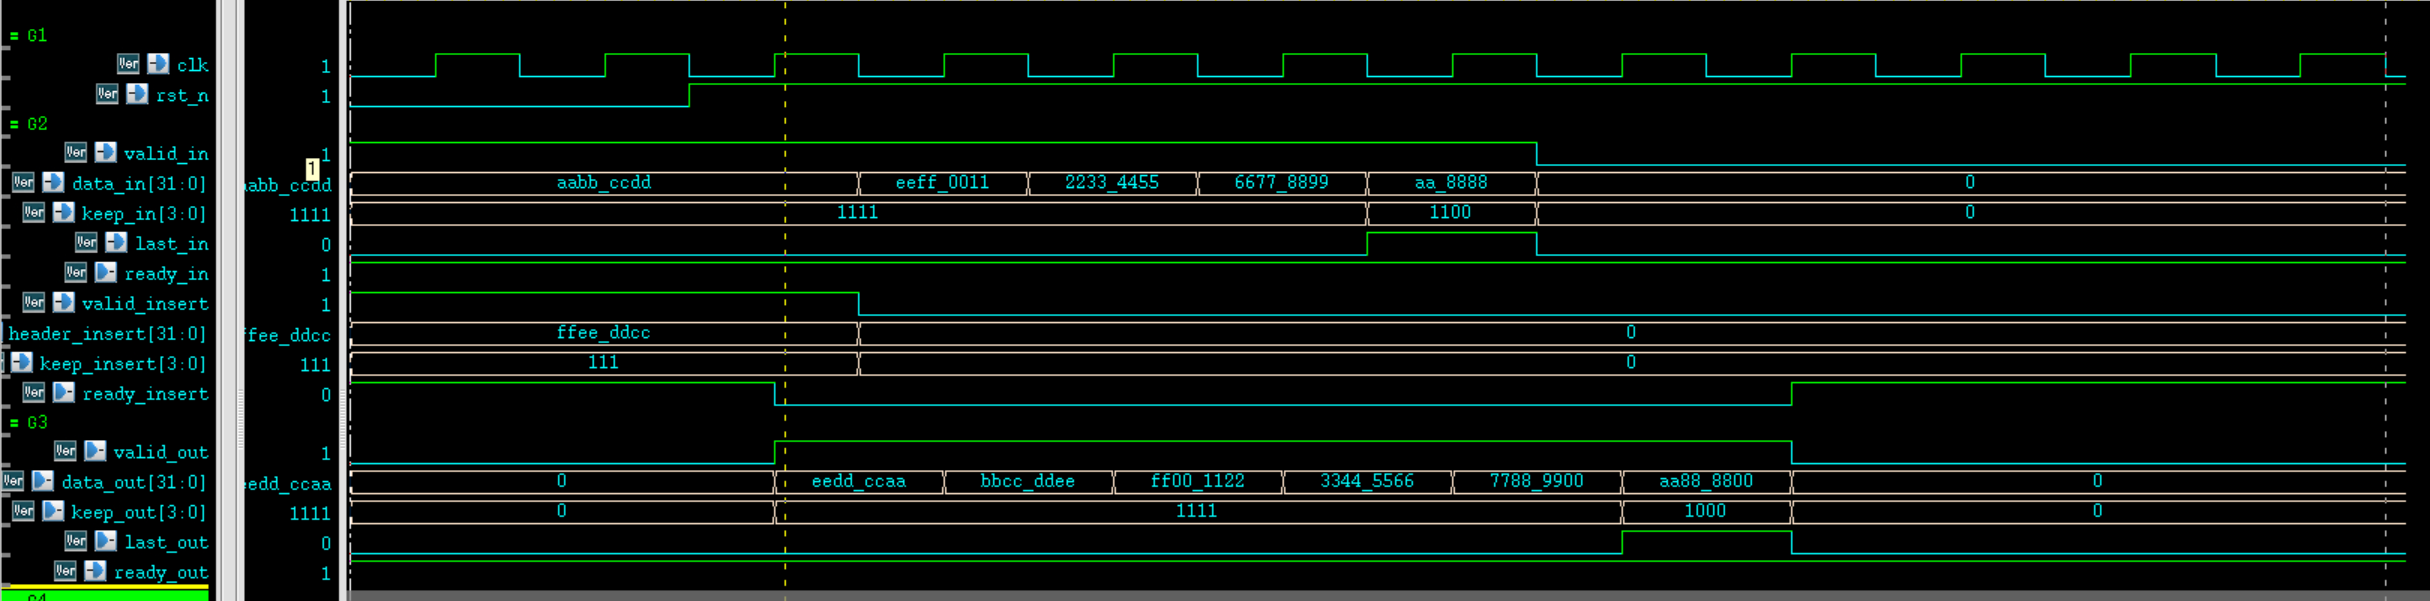 = G1
Ver clk 1
Ver rst_n 1
= G2
Ver valid_in 1
1
Ver data_in[31:0] aabb_ccdd aabb_ccdd eeff_0011 2233_4455 6677_8899 aa_8888 0
Ver keep_in[3:0] 1111 1111 1100 0
Ver last_in 0
Ver ready_in 1
Ver valid_insert 1
header_insert[31:0] ffee_ddcc ffee_ddcc 0
keep_insert[3:0] 111 111 0
Ver ready_insert 0
= G3
Ver valid_out 1
Ver data_out[31:0] eedd_ccaa 0 eedd_ccaa bbcc_ddee ff00_1122 3344_5566 7788_9900 aa88_8800 0
Ver keep_out[3:0] 1111 0 1111 1000 0
Ver last_out 0
Ver ready_out 1
G4